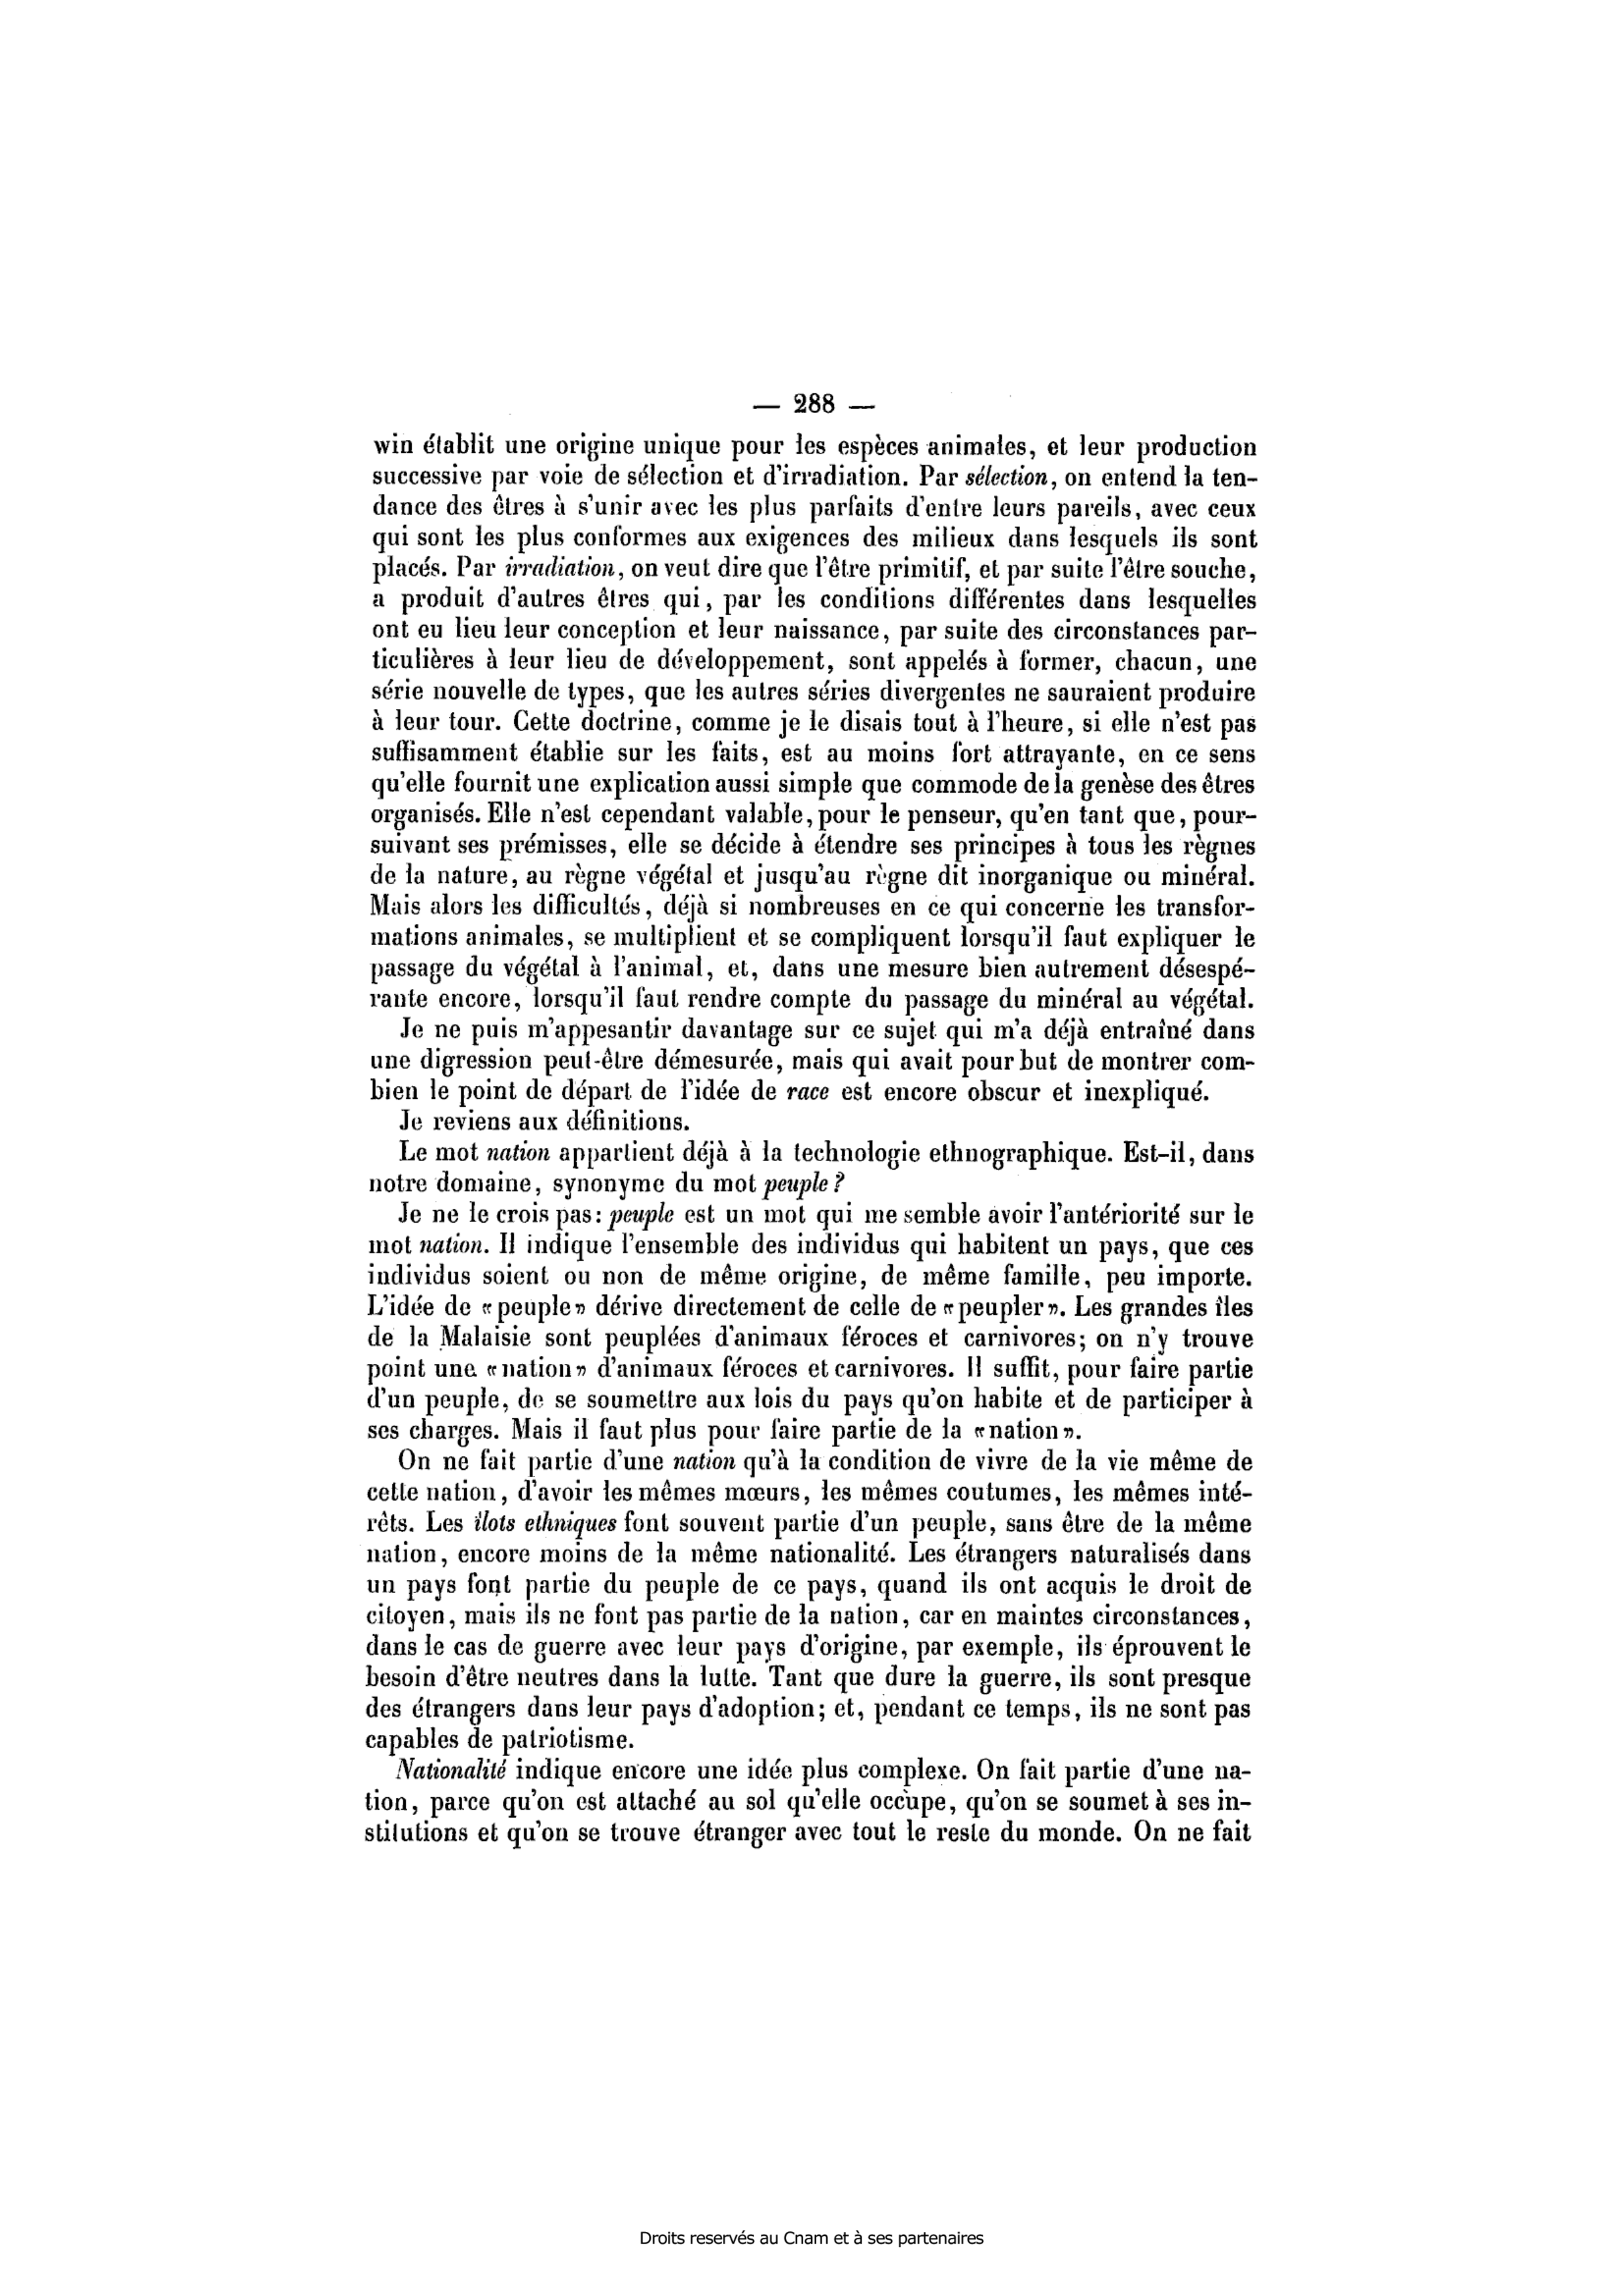 — 288 —
win établit une origine unique pour les espèces animales, et leur production
successive par voie de sélection et d'irradiation. Par sélection, on entend la ten-
dance des êtres à s'unir avec les plus parfaits d'entre leurs pareils, avec ceux
qui sont les plus conformes aux exigences des milieux dans lesquels ils sont
placés. Par irradiation, on veut dire que l'être primitif, et par suite l'être souche,
a produit d'autres êtres qui, par les conditions différentes dans lesquelles
ont eu lieu leur conception et leur naissance, par suite des circonstances par-
ticulières à leur lieu de développement, sont appelés à former, chacun, une
série nouvelle de types, que les autres séries divergentes ne sauraient produire
à leur tour. Cette doctrine, comme je le disais tout à l'heure, si elle n'est pas
suffisamment établie sur les faits, est au moins fort attrayante, en ce sens
qu'elle fournit une explication aussi simple que commode de la genèse des êtres
organisés. Elle n'est cependant valable, pour le penseur, qu'en tant que, pour-
suivant ses prémisses, elle se décide à étendre ses principes à tous les règnes
de la nature, au règne végétal et jusqu'au règne dit inorganique ou minéral.
Mais alors les difficultés, déjà si nombreuses en ce qui concerne les transfor-
mations animales, se multiplient et se compliquent lorsqu'il faut expliquer le
passage du végétal à l'animal, et, dans une mesure bien autrement désespé-
rante encore, lorsqu'il faut rendre compte du passage du minéral au végétal.
Je ne puis m'appesantir davantage sur ce sujet qui m'a déjà entraîné dans
une digression peut-être démesurée, mais qui avait pour but de montrer com-
bien le point de départ de l'idée de race est encore obscur et inexpliqué.
Je reviens aux définitions.
Le mot nation appartient déjà à la technologie ethnographique. Est-il, dans
notre domaine, synonyme du mot peuple?
Je ne le crois pas: peuple est un mot qui me semble avoir l'antériorité sur le
mot nation. Il indique l'ensemble des individus qui habitent un pays, que ces
individus soient ou non de même origine, de même famille, peu importe.
L'idée de «peuple» dérive directement de celle de «peupler». Les grandes îles
de la Malaisie sont peuplées d'animaux féroces et carnivores; on n'y trouve
point une «nation» d'animaux féroces et carnivores. Il suffit, pour faire partie
d'un peuple, de se soumettre aux lois du pays qu'on habite et de participer à
ses charges. Mais il faut plus pour faire partie de la «nation».
On ne fait partie d'une nation qu'à la condition de vivre de la vie même de
cette nation, d'avoir les mêmes mœurs, les mêmes coutumes, les mêmes inté-
rêts. Les îlots ethniques font souvent partie d'un peuple, sans être de la même
nation, encore moins de la même nationalité. Les étrangers naturalisés dans
un pays font partie du peuple de ce pays, quand ils ont acquis le droit de
citoyen, mais ils ne font pas partie de la nation, car en maintes circonstances,
dans le cas de guerre avec leur pays d'origine, par exemple, ils éprouvent le
besoin d'être neutres dans la lutte. Tant que dure la guerre, ils sont presque
des étrangers dans leur pays d'adoption; et, pendant ce temps, ils ne sont pas
capables de patriotisme.
Nationalité indique encore une idée plus complexe. On fait partie d'une na-
tion, parce qu'on est attaché au sol qu'elle occupe, qu'on se soumet à ses in-
stitutions et qu'on se trouve étranger avec tout le reste du monde. On ne fait
Droits reservés au Cnam et à ses partenaires